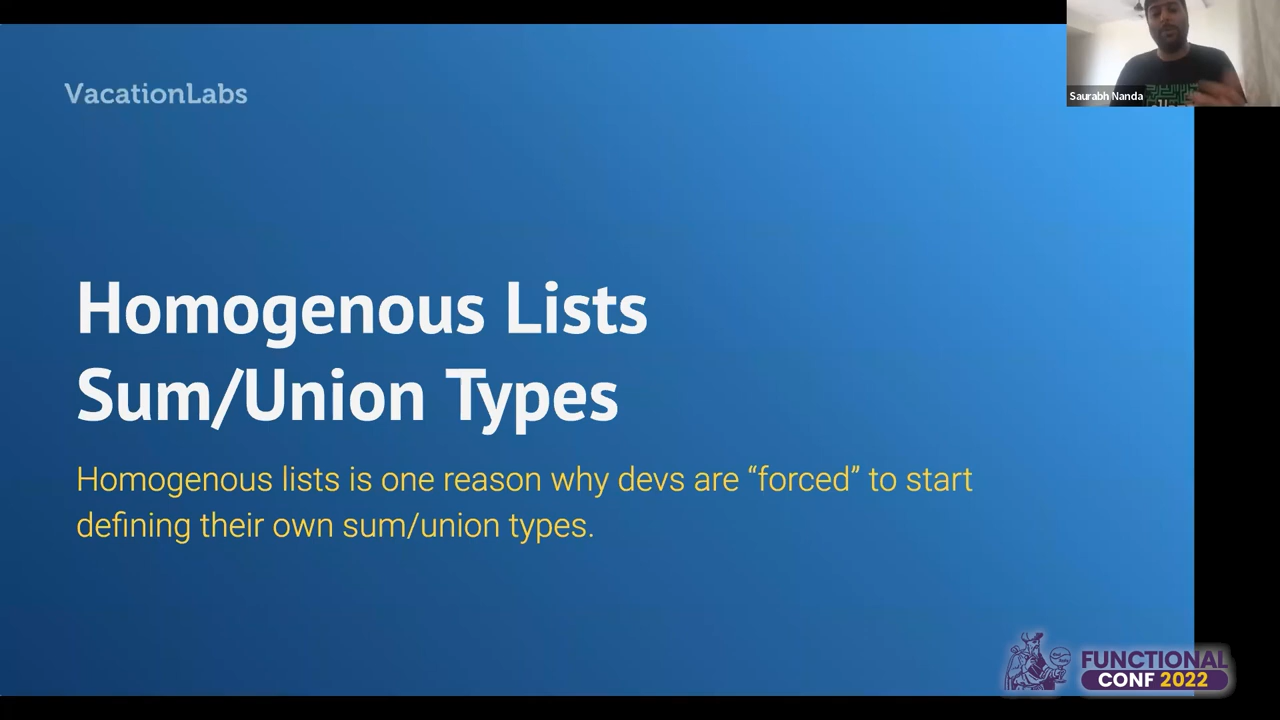 VacationLabs
Saurabh Nanda
Homogenous Lists
Sum/Union Types
Homogenous lists is one reason why devs are “forced” to start
defining their own sum/union types.
FUNCTIONAL
CONF 2022